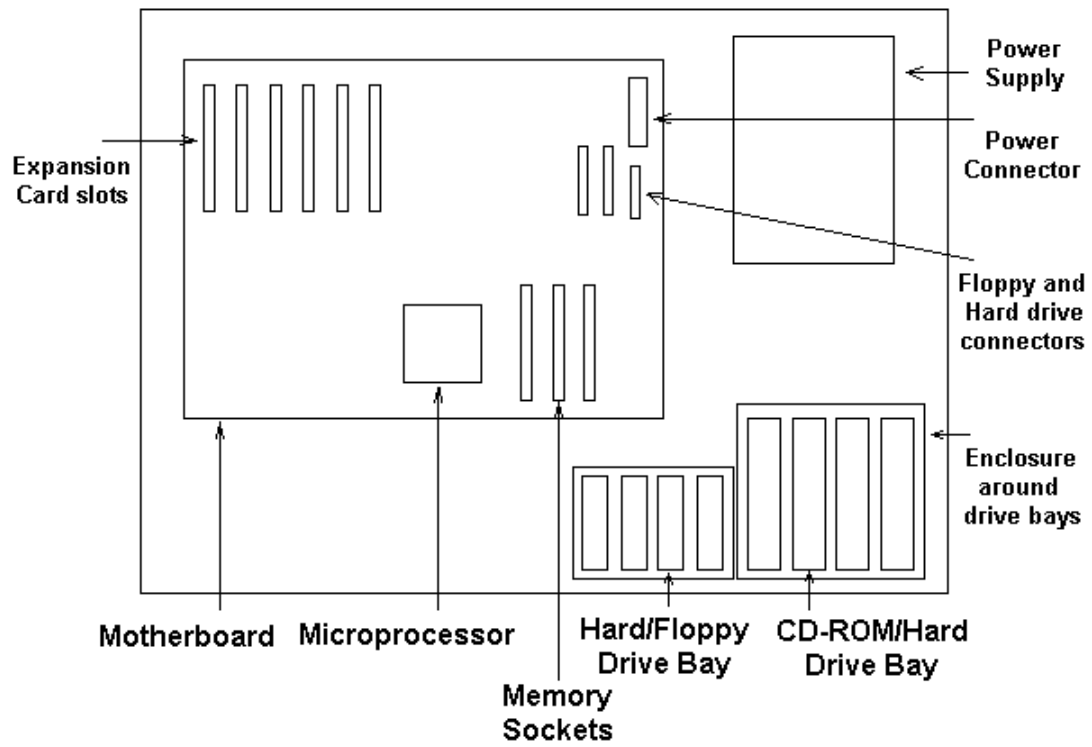 Power
Supply
Expansion
Card slots
Power
Connector
Floppy and
Hard drive
connectors
Enclosure
around
drive bays
Motherboard
Microprocessor
Hard/Floppy
Drive Bay
CD-ROM/Hard
Drive Bay
Memory
Sockets